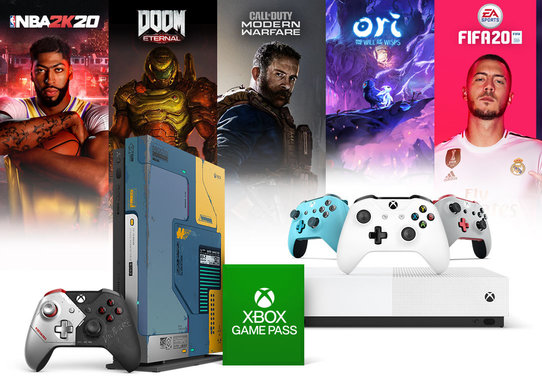 NBA2K20
DOOM
ETERNAL
CALL OF DUTY
MODERN
WARFARE
ori
AND THE
WILL OF THE WISPS
EA
SPORTS
FIFA20
XBOX
GAME PASS